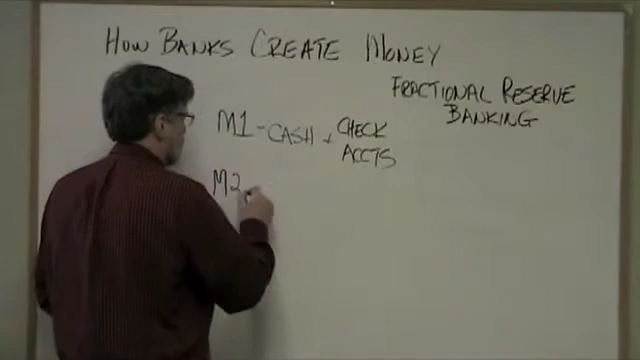 How Banks Create Money
Fractional Reserve
Banking
M1 - Cash + Check
Accts
M2